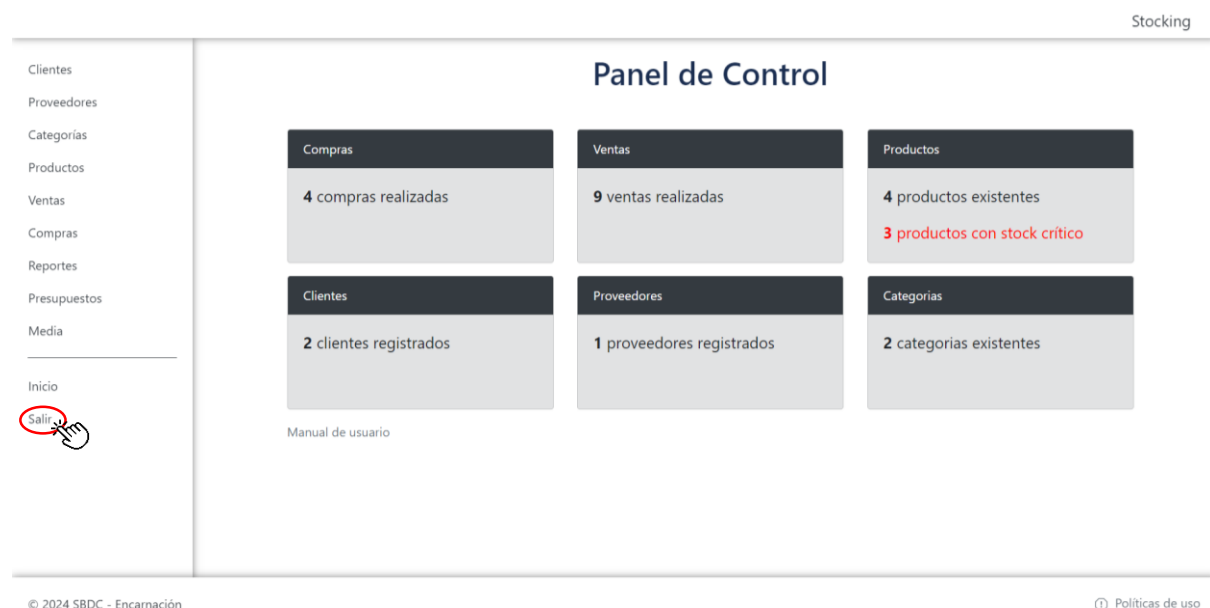 Stocking
Clientes
Proveedores
Categorías
Productos
Ventas
Compras
Reportes
Presupuestos
Media
Inicio
Salir
Panel de Control
Compras
4 compras realizadas
Ventas
9 ventas realizadas
Productos
4 productos existentes
3 productos con stock crítico
Clientes
2 clientes registrados
Proveedores
1 proveedores registrados
Categorias
2 categorias existentes
Manual de usuario
© 2024 SBDC - Encarnación
Políticas de uso